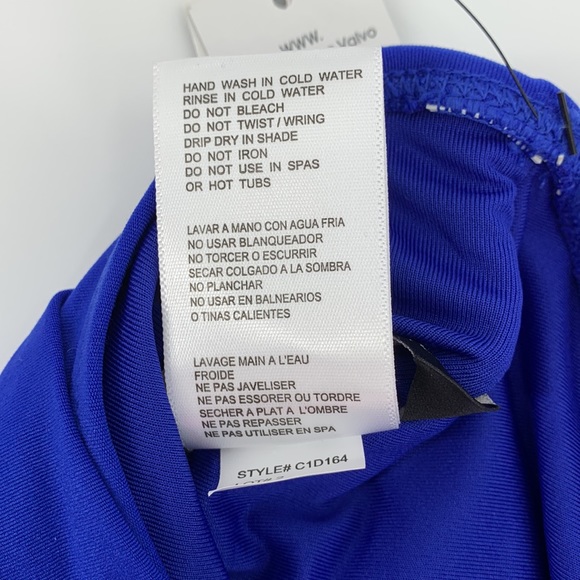 www.
Valvo
HAND WASH IN COLD WATER
RINSE IN COLD WATER
DO NOT BLEACH
DO NOT TWIST / WRING
DRIP DRY IN SHADE
DO NOT IRON
DO NOT USE IN SPAS
OR HOT TUBS
LAVAR A MANO CON AGUA FRIA
NO USAR BLANQUEADOR
NO TORCER O ESCURRIR
SECAR COLGADO A LA SOMBRA
NO PLANCHAR
NO USAR EN BALNEARIOS
O TINAS CALIENTES
LAVAGE MAIN A L'EAU
FROIDE
NE PAS JAVELISER
NE PAS ESSORER OU TORDRE
SECHER A PLAT A L'OMBRE
NE PAS REPASSER
NE PAS UTILISER EN SPA
STYLE# C1D164